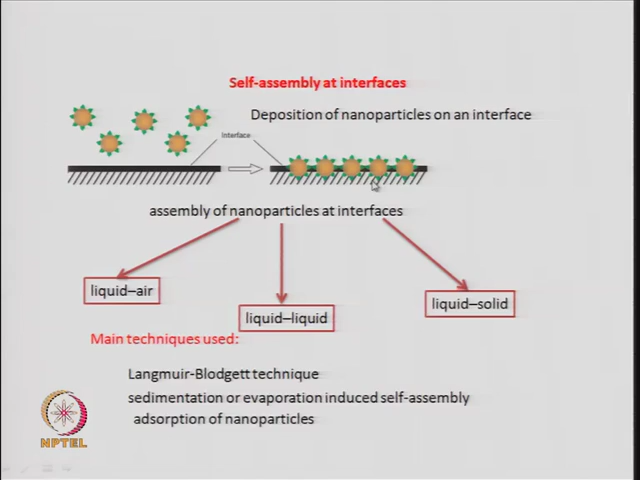 Self-assembly at interfaces
Deposition of nanoparticles on an interface
Interface
assembly of nanoparticles at interfaces
liquid–air
liquid–liquid
liquid–solid
Main techniques used:
Langmuir-Blodgett technique
sedimentation or evaporation induced self-assembly
adsorption of nanoparticles
NPTEL